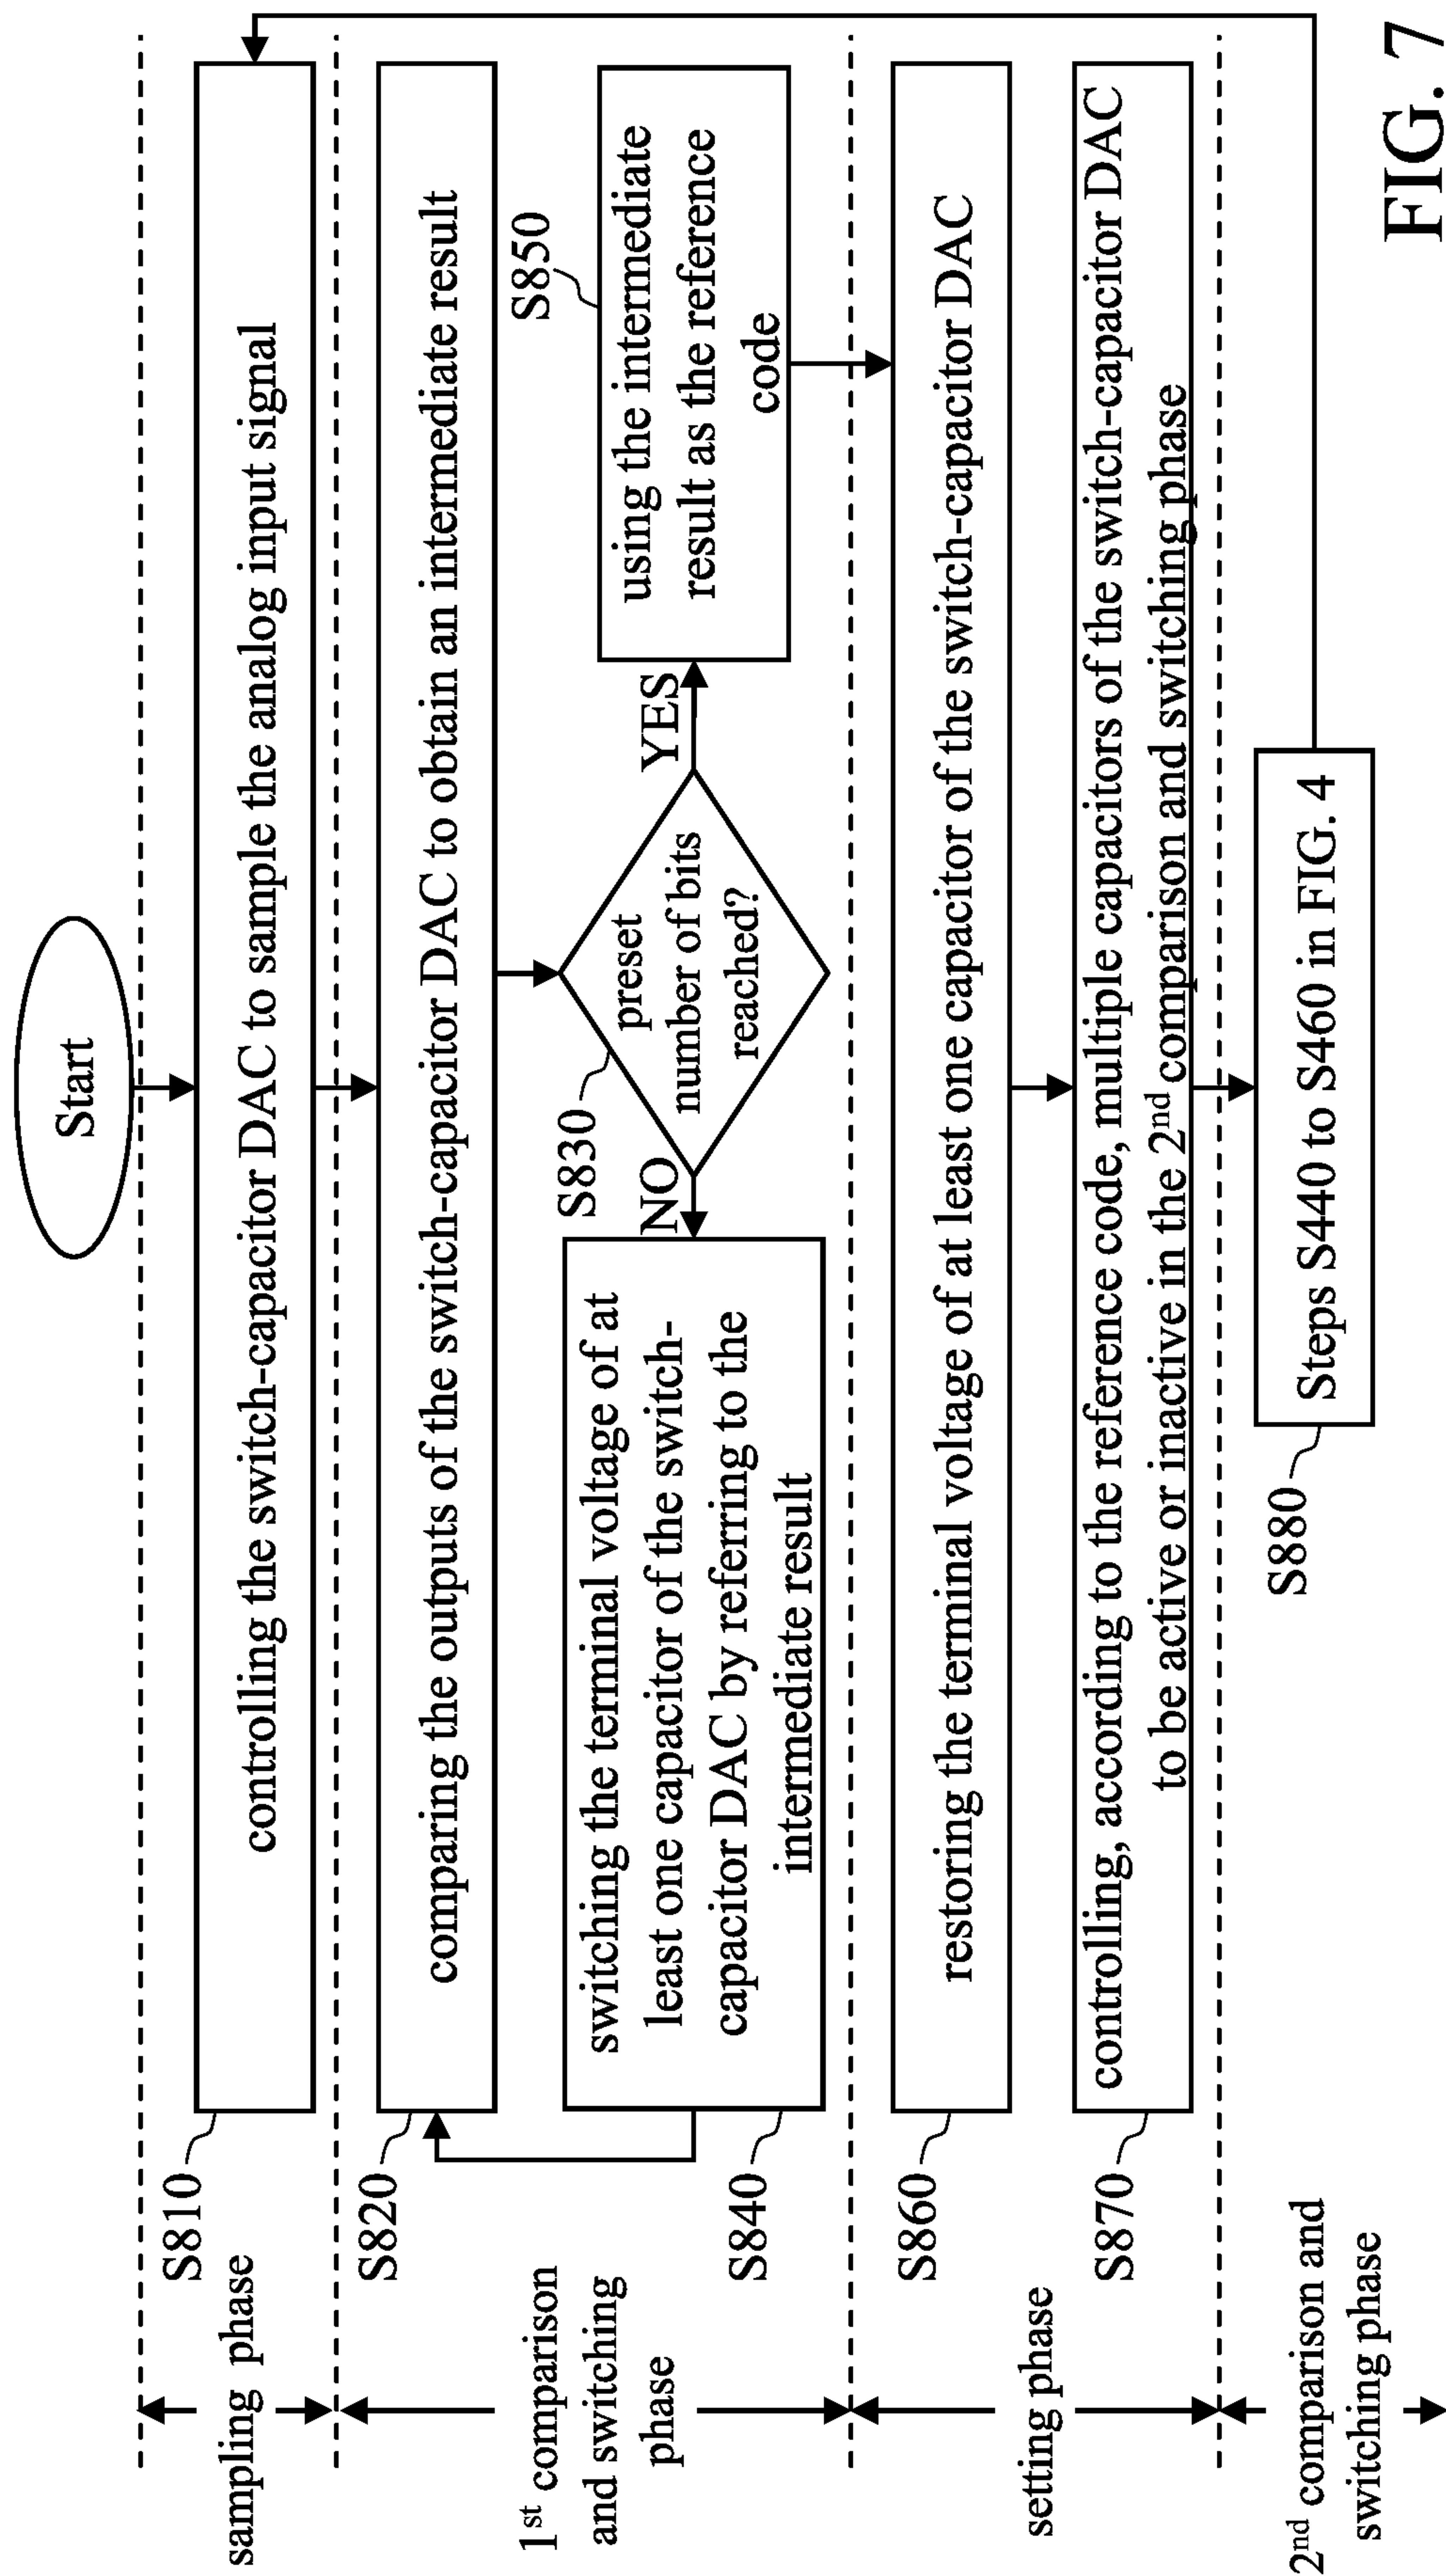 Start
sampling phase
S810
controlling the switch-capacitor DAC to sample the analog input signal
1st comparison
and switching
phase
S820
comparing the outputs of the switch-capacitor DAC to obtain an intermediate result
S830
preset
number of bits
reached?
NO
YES
S840
switching the terminal voltage of at
least one capacitor of the switch-
capacitor DAC by referring to the
intermediate result
S850
using the intermediate
result as the reference
code
setting phase
S860
restoring the terminal voltage of at least one capacitor of the switch-capacitor DAC
S870
controlling, according to the reference code, multiple capacitors of the switch-capacitor DAC
to be active or inactive in the 2nd comparison and switching phase
2nd comparison and
switching phase
S880
Steps S440 to S460 in FIG. 4
FIG. 7